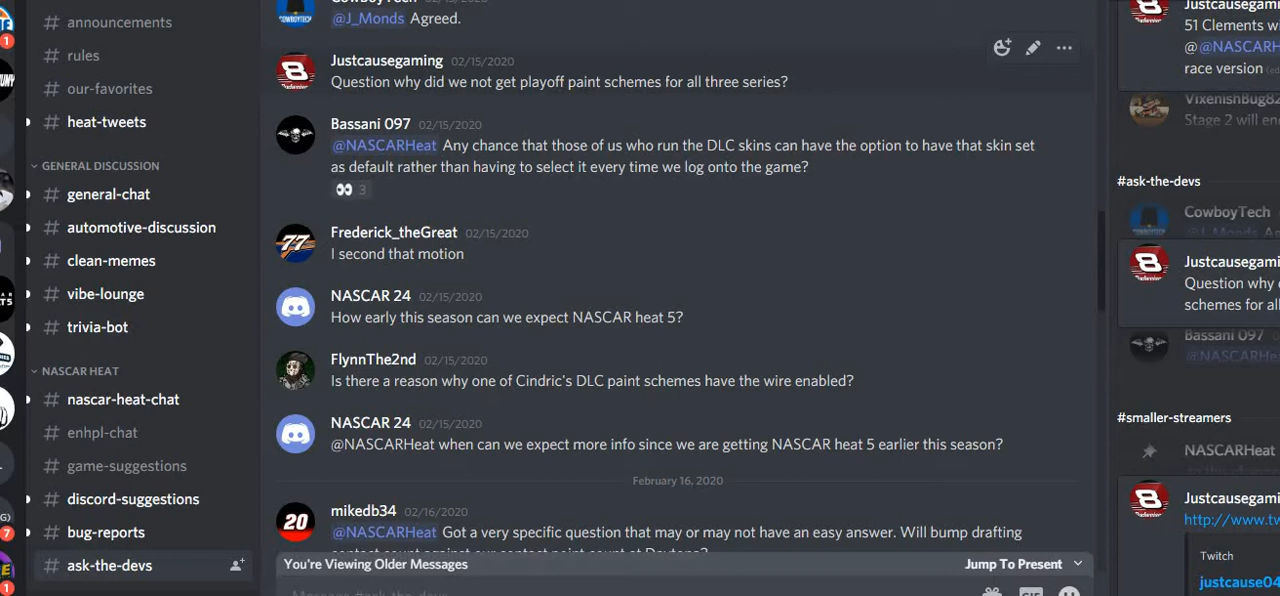 announcements
rules
our-favorites
heat-tweets
GENERAL DISCUSSION
general-chat
automotive-discussion
clean-memes
vibe-lounge
trivia-bot
NASCAR HEAT
nascar-heat-chat
enhpl-chat
game-suggestions
discord-suggestions
bug-reports
ask-the-devs
1
7
1
CowboyTech
@J_Monds Agreed.
Justcausegaming 02/15/2020
Question why did we not get playoff paint schemes for all three series?
Bassani 097 02/15/2020
@NASCARHeat Any chance that those of us who run the DLC skins can have the option to have that skin set
as default rather than having to select it every time we log onto the game?
3
Frederick_theGreat 02/15/2020
I second that motion
NASCAR 24 02/15/2020
How early this season can we expect NASCAR heat 5?
FlynnThe2nd 02/15/2020
Is there a reason why one of Cindric's DLC paint schemes have the wire enabled?
NASCAR 24 02/15/2020
@NASCARHeat when can we expect more info since we are getting NASCAR heat 5 earlier this season?
February 16, 2020
mikedb34 02/16/2020
@NASCARHeat Got a very specific question that may or may not have an easy answer. Will bump drafting
You're Viewing Older Messages
Jump To Present
Justcausegami
51 Clements wi
@@NASCARH
race version
VixenishBug82
Stage 2 will en
#ask-the-devs
CowboyTech
Justcausegami
Question why
schemes for all
Bassani 097
@NASCARHe
#smaller-streamers
NASCARHeat
Justcausegami
http://www.tw
Twitch
justcause04